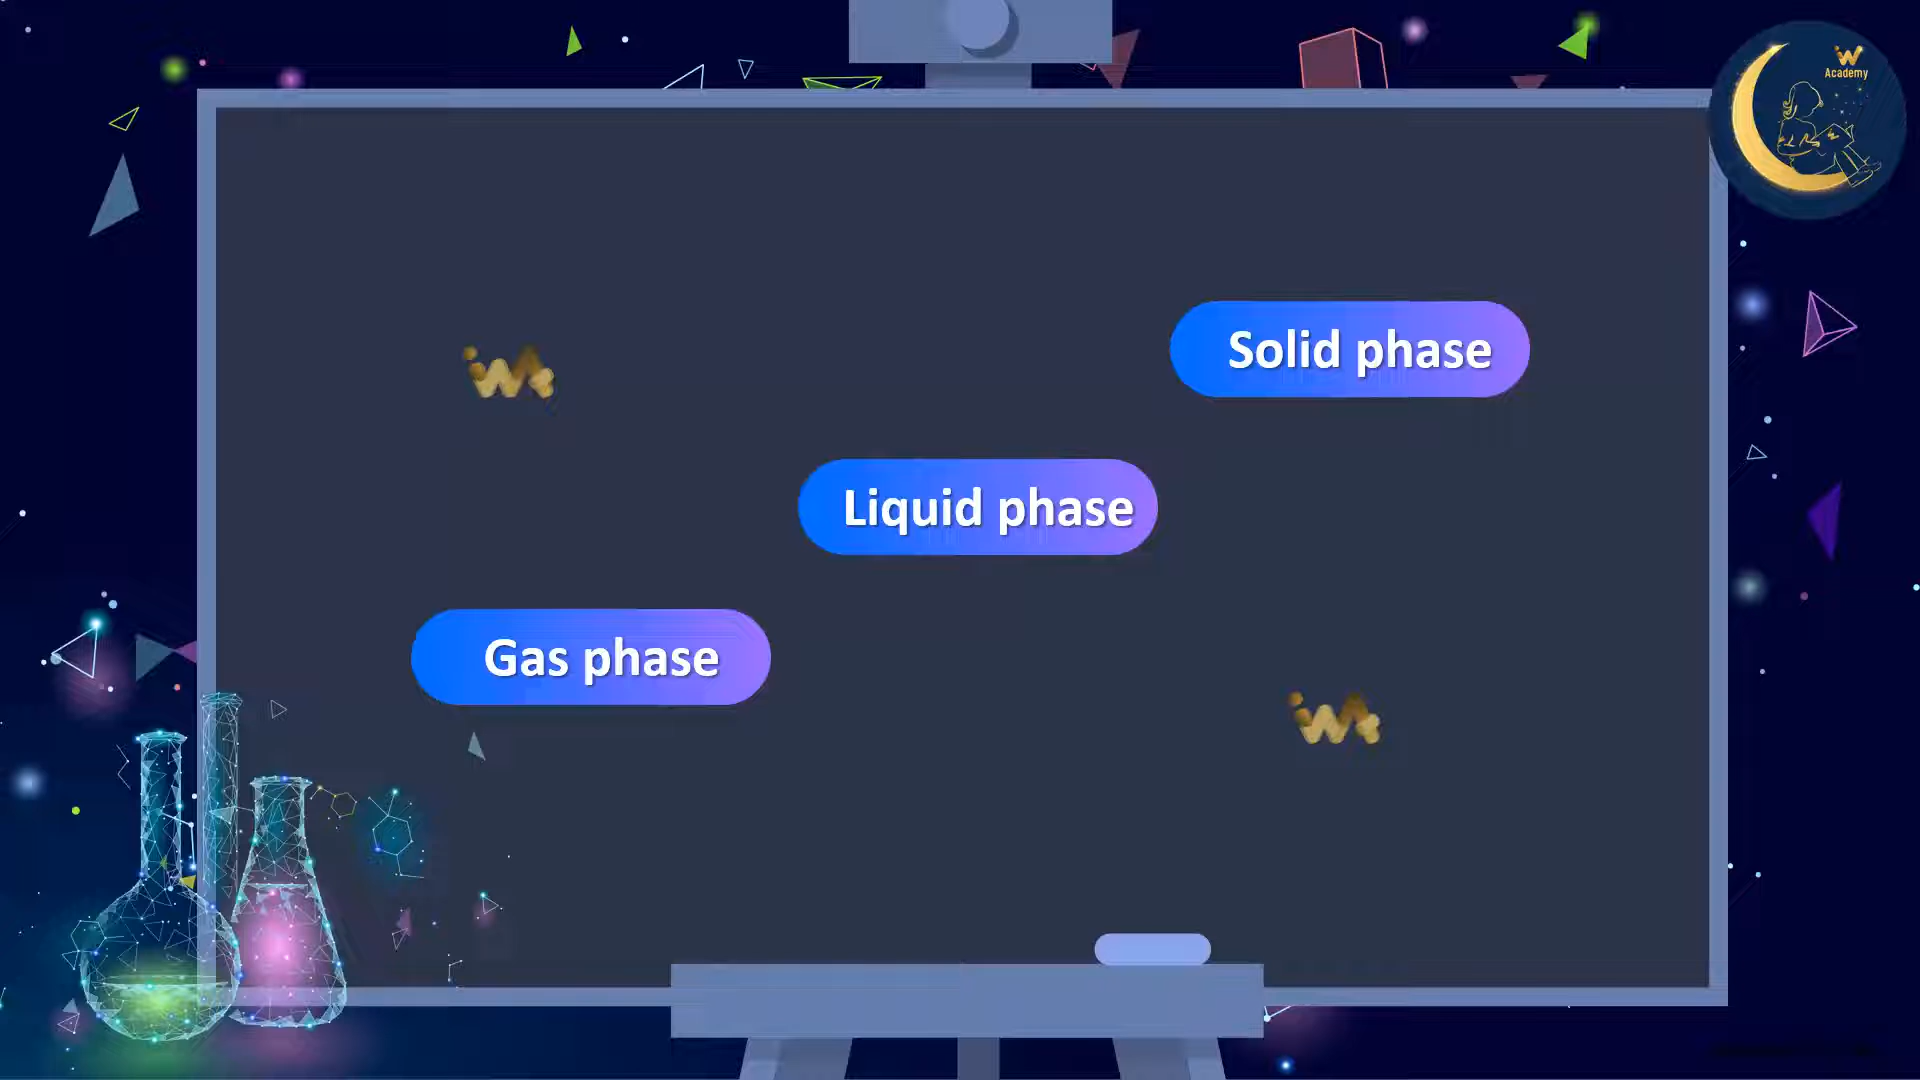 W
Academy
Solid phase
Liquid phase
Gas phase